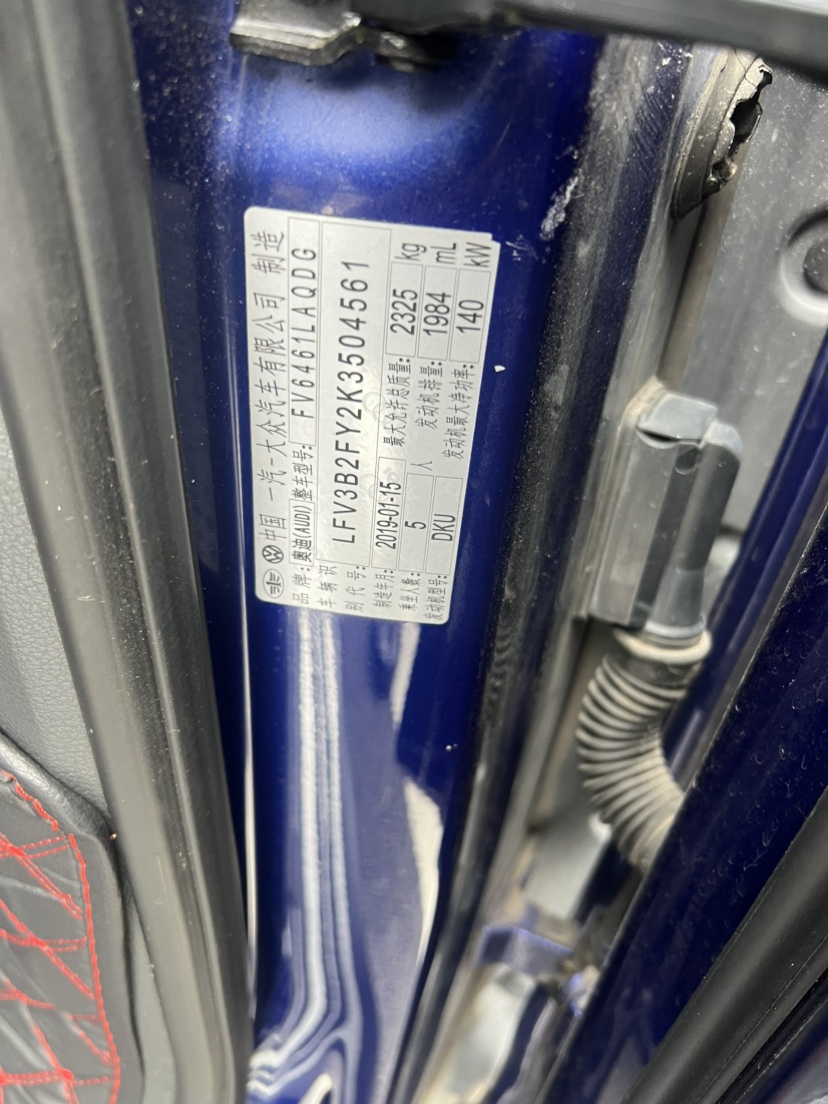 中国 一汽-大众汽车有限公司 制造
品 牌: 奥迪(AUDI) 整车型号: FV6461LAQDG
车 辆 识
别 代 号: LFV3B2FY2K3504561
制造年月: 2019-01-15 最大允许总质量: 2325 kg
乘坐人数: 5 人 发动机排量: 1984 mL
发动机型号: DKU 发动机最大净功率: 140 kW